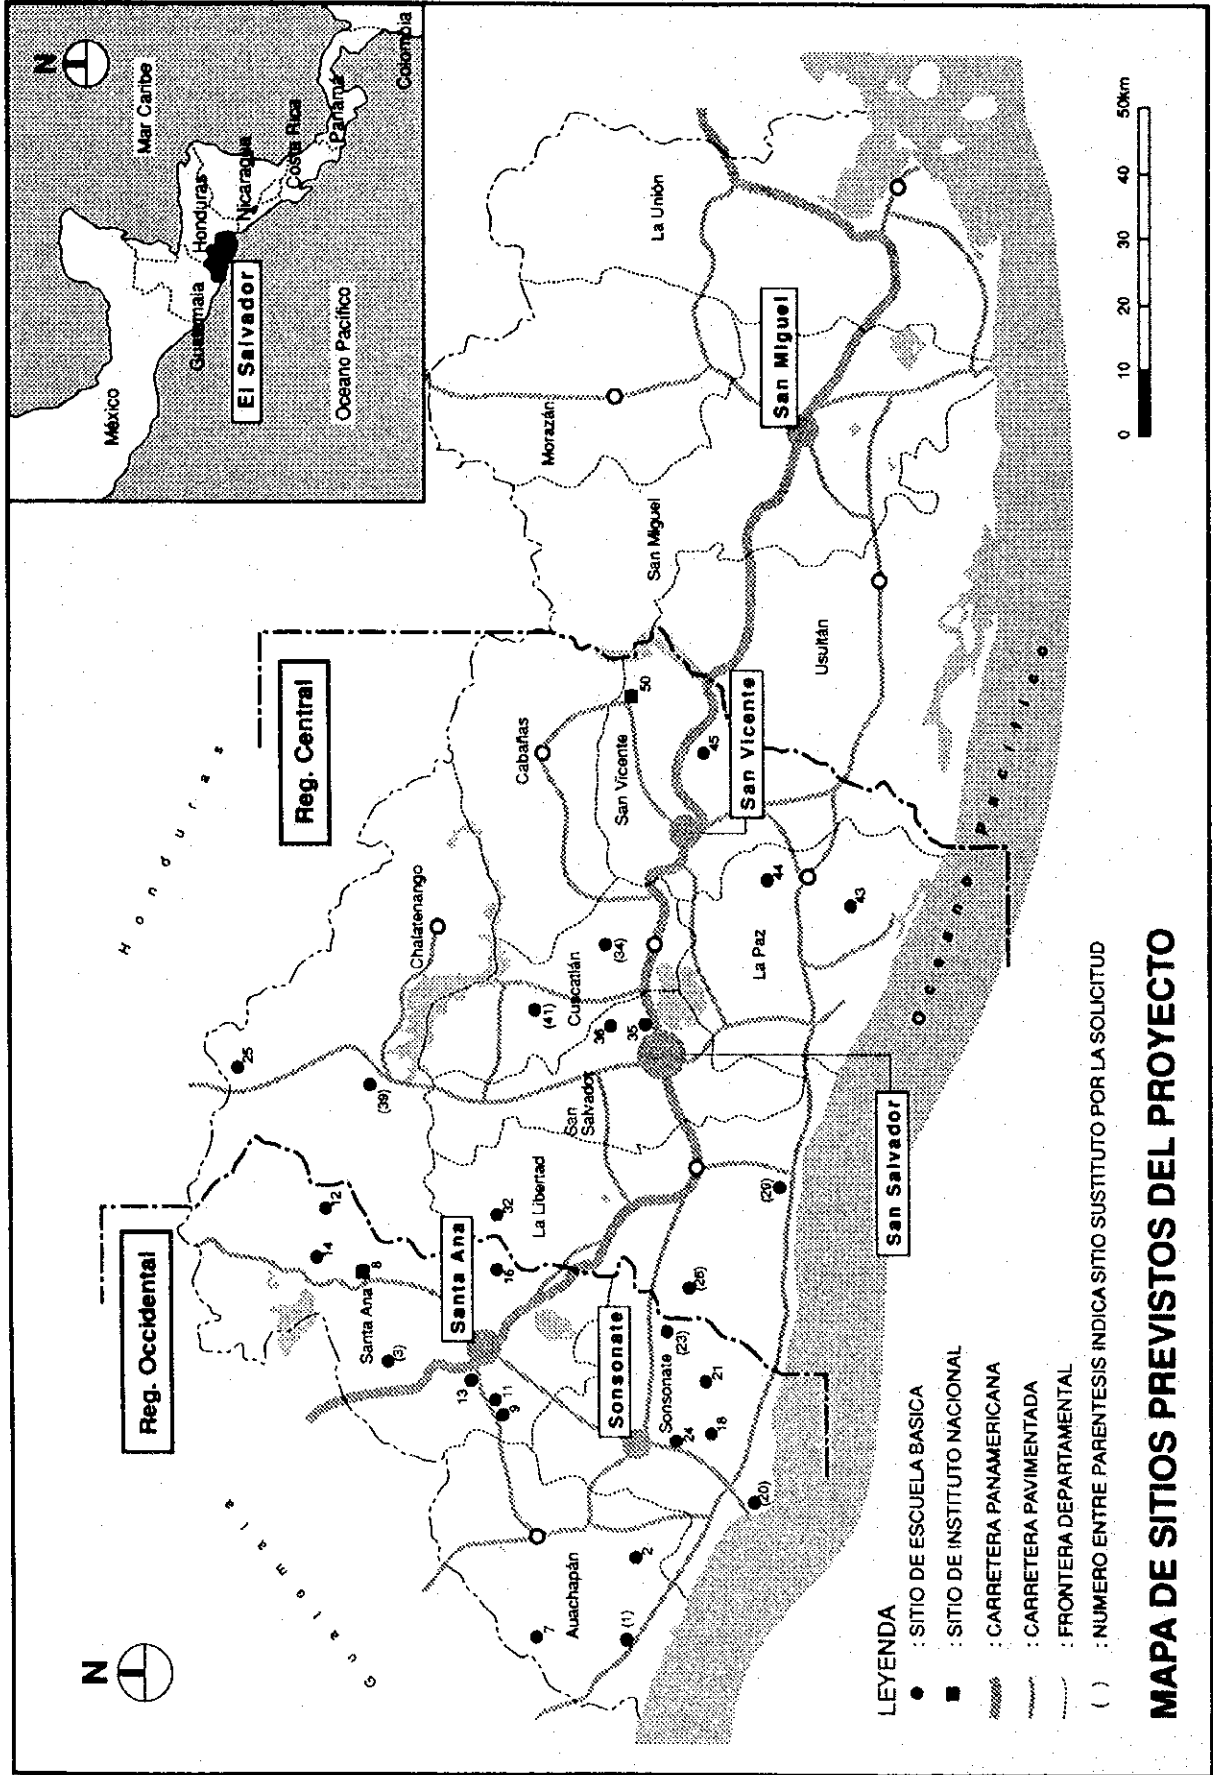 N
Mar Caribe
México
Guatemala
Honduras
Nicaragua
Costa Rica
Panamá
Colombia
El Salvador
Oceano Pacífico
N
Guatemala
Honduras
Reg. Occidental
Reg. Central
Santa Ana
Sonsonate
San Salvador
San Vicente
San Miguel
Auachapán
Santa Ana
Sonsonate
La Libertad
San
Salvador
Chalatenango
Cuscatlán
La Paz
Cabañas
San Vicente
Usultán
San Miguel
Morazán
La Unión
Oceano Pacifico
(1)
2
(3)
7
8
9
11
12
13
14
16
18
(20)
21
(23)
24
25
(26)
(29)
32
(34)
35
36
(39)
(41)
43
44
45
50
LEYENDA
: SITIO DE ESCUELA BASICA
: SITIO DE INSTITUTO NACIONAL
: CARRETERA PANAMERICANA
: CARRETERA PAVIMENTADA
: FRONTERA DEPARTAMENTAL
( ) : NUMERO ENTRE PARENTESIS INDICA SITIO SUSTITUTO POR LA SOLICITUD
0 10 20 30 40 50km
MAPA DE SITIOS PREVISTOS DEL PROYECTO